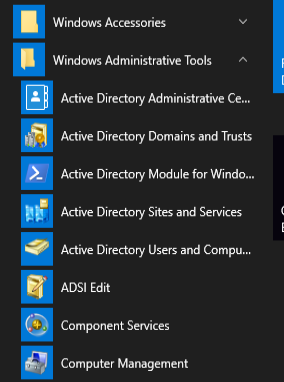 Windows Accessories
Windows Administrative Tools
Active Directory Administrative Ce...
Active Directory Domains and Trusts
Active Directory Module for Windo...
Active Directory Sites and Services
Active Directory Users and Compu...
ADSI Edit
Component Services
Computer Management